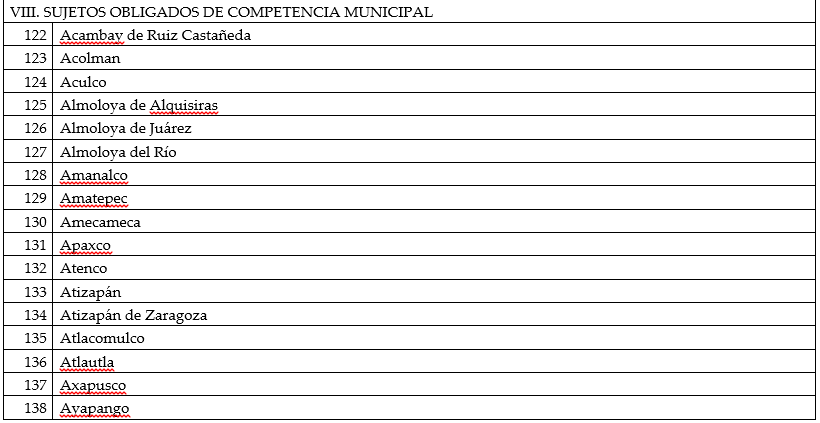 VIII. SUJETOS OBLIGADOS DE COMPETENCIA MUNICIPAL
122 Acambay de Ruiz Castañeda
123 Acolman
124 Aculco
125 Almoloya de Alquisiras
126 Almoloya de Juárez
127 Almoloya del Río
128 Amanalco
129 Amatepec
130 Amecameca
131 Apaxco
132 Atenco
133 Atizapán
134 Atizapán de Zaragoza
135 Atlacomulco
136 Atlautla
137 Axapusco
138 Ayapango